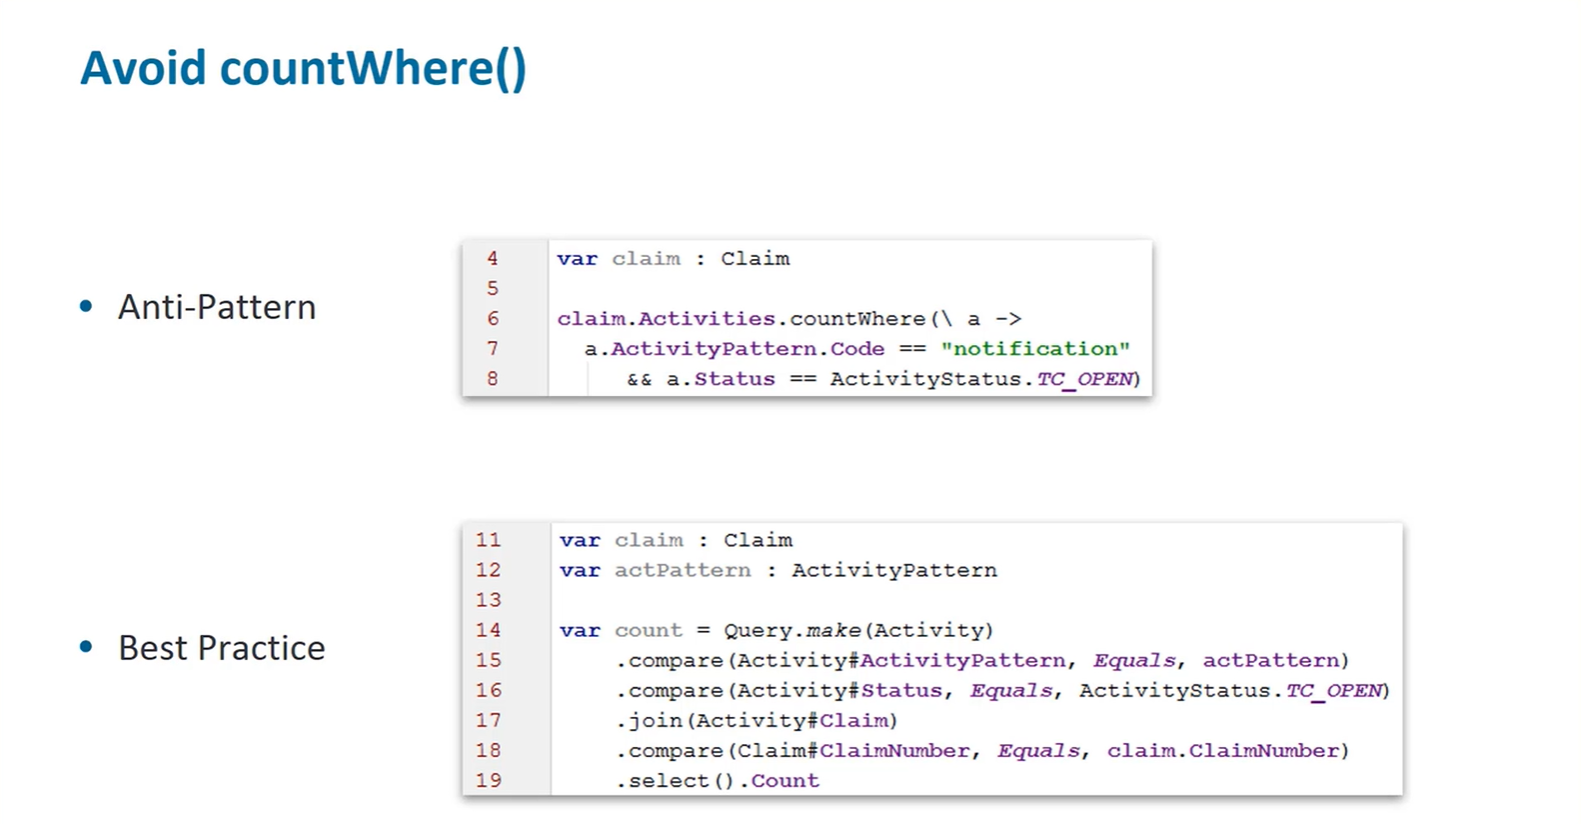 Avoid countWhere()
• Anti-Pattern
4 var claim : Claim
5
6 claim.Activities.countWhere(\ a ->
7 a.ActivityPattern.Code == "notification"
8 && a.Status == ActivityStatus.TC_OPEN)
• Best Practice
11 var claim : Claim
12 var actPattern : ActivityPattern
13
14 var count = Query.make(Activity)
15 .compare(Activity#ActivityPattern, Equals, actPattern)
16 .compare(Activity#Status, Equals, ActivityStatus.TC_OPEN)
17 .join(Activity#Claim)
18 .compare(Claim#ClaimNumber, Equals, claim.ClaimNumber)
19 .select().Count